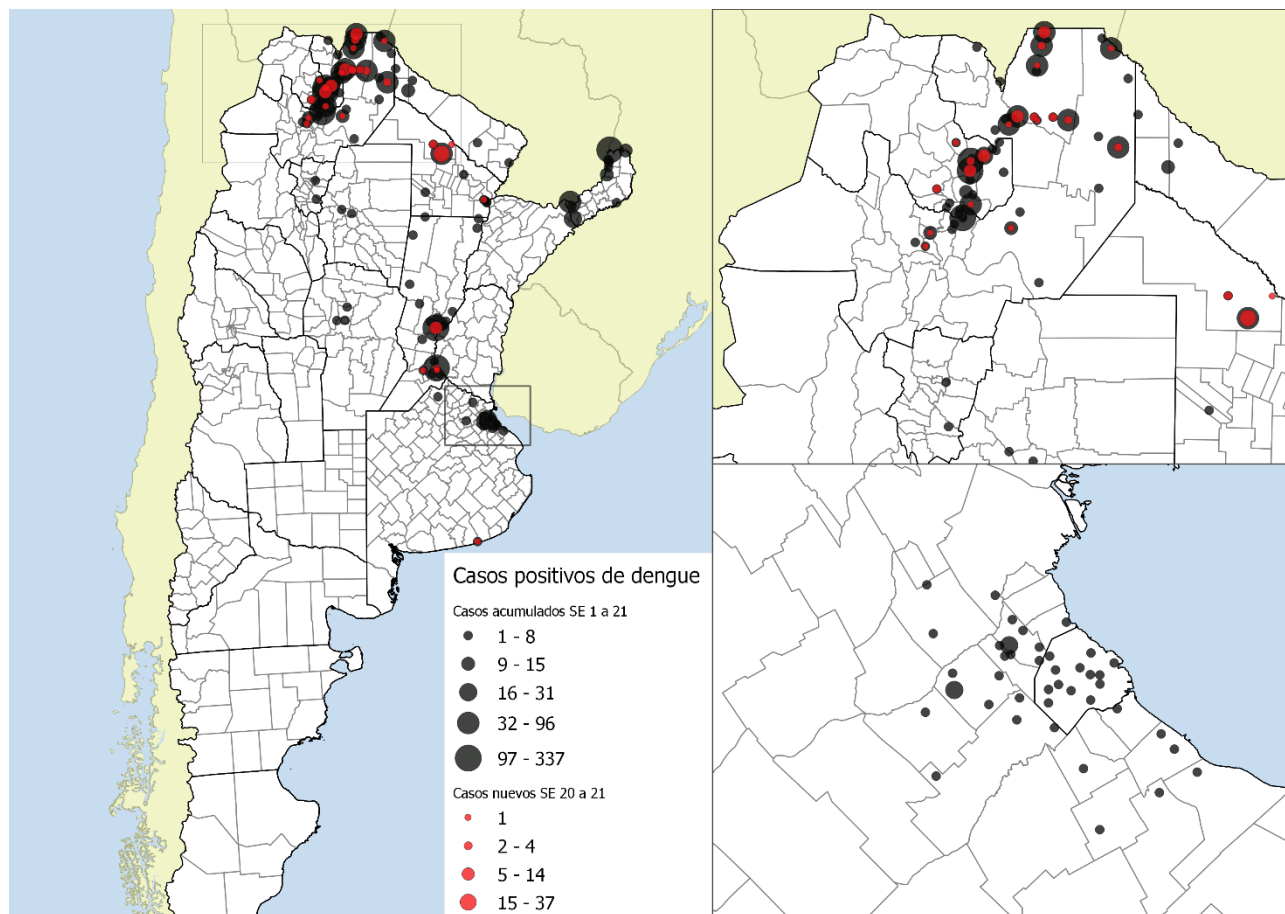 Casos positivos de dengue
Casos acumulados SE 1 a 21
1 - 8
9 - 15
16 - 31
32 - 96
97 - 337
Casos nuevos SE 20 a 21
1
2 - 4
5 - 14
15 - 37